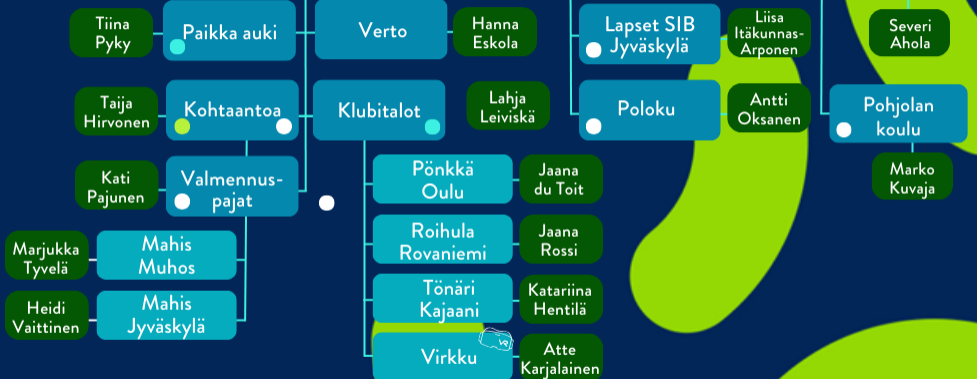 Tiina
Pyky
Paikka auki
Verto
Hanna
Eskola
Lapset SIB
Jyväskylä
Liisa
Itäkunnas-
Arponen
Severi
Ahola
Taija
Hirvonen
Kohtaantoa
Klubitalot
Lahja
Leiviskä
Poloku
Antti
Oksanen
Pohjolan
koulu
Marko
Kuvaja
Kati
Pajunen
Valmennus-
pajat
Pönkkä
Oulu
Jaana
du Toit
Marjukka
Tyvelä
Mahis
Muhos
Roihula
Rovaniemi
Jaana
Rossi
Heidi
Vaittinen
Mahis
Jyväskylä
Tönäri
Kajaani
Katariina
Hentilä
Virkku
VR
Atte
Karjalainen